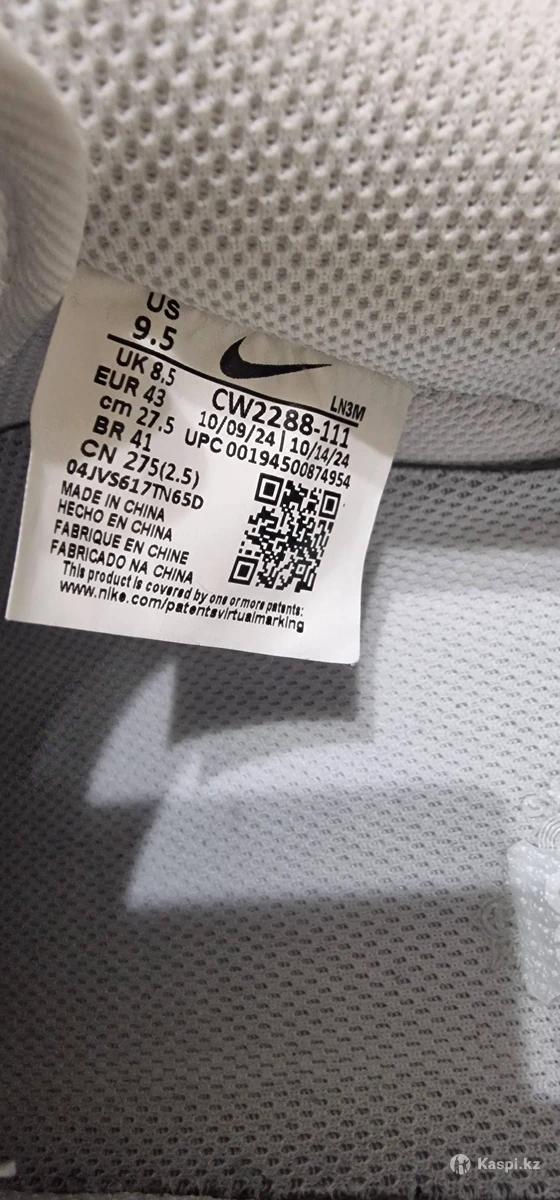 US
9.5
UK 8.5
EUR 43
cm 27.5
BR 41
CN 275(2.5)
04JVS617TN65D
LN3M
CW2288-111
10/09/24 | 10/14/24
UPC 00194500874954
MADE IN CHINA
HECHO EN CHINA
FABRIQUE EN CHINE
FABRICADO NA CHINA
This product is covered by one or more patents:
www.nike.com/patentsvirtualmarking
Kaspi.kz